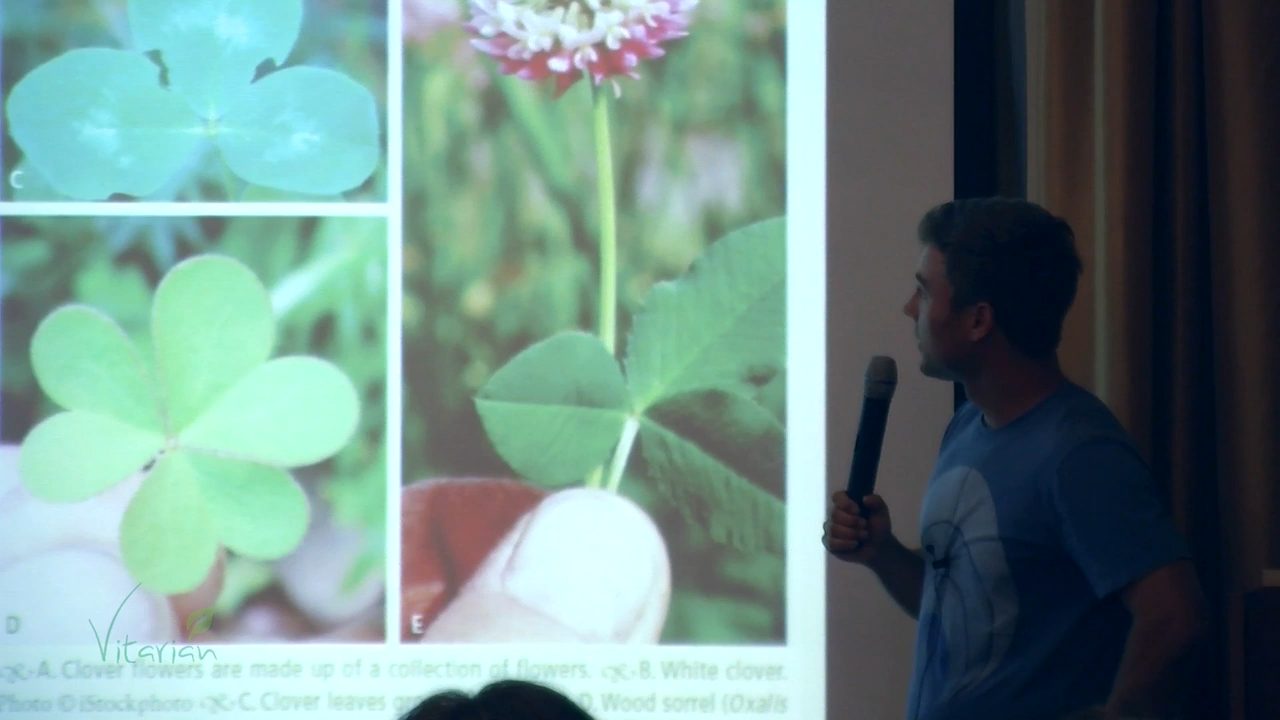 C
D
E
Vitarian
A. Clover flowers are made up of a collection of flowers. B. White clover.
Photo © iStockphoto C. Clover leaves D. Wood sorrel (Oxalis